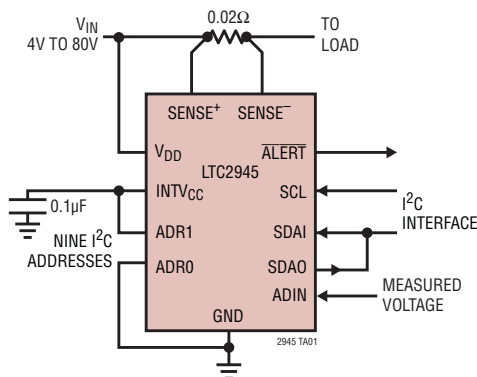 0.02Ω
VIN
4V TO 80V
TO
LOAD
SENSE+ SENSE–
VDD
LTC2945
ALERT
INTVCC
SCL
0.1µF
I2C
INTERFACE
ADR1
SDAI
NINE I2C
ADDRESSES
ADR0
SDAO
ADIN
MEASURED
VOLTAGE
GND
2945 TA01